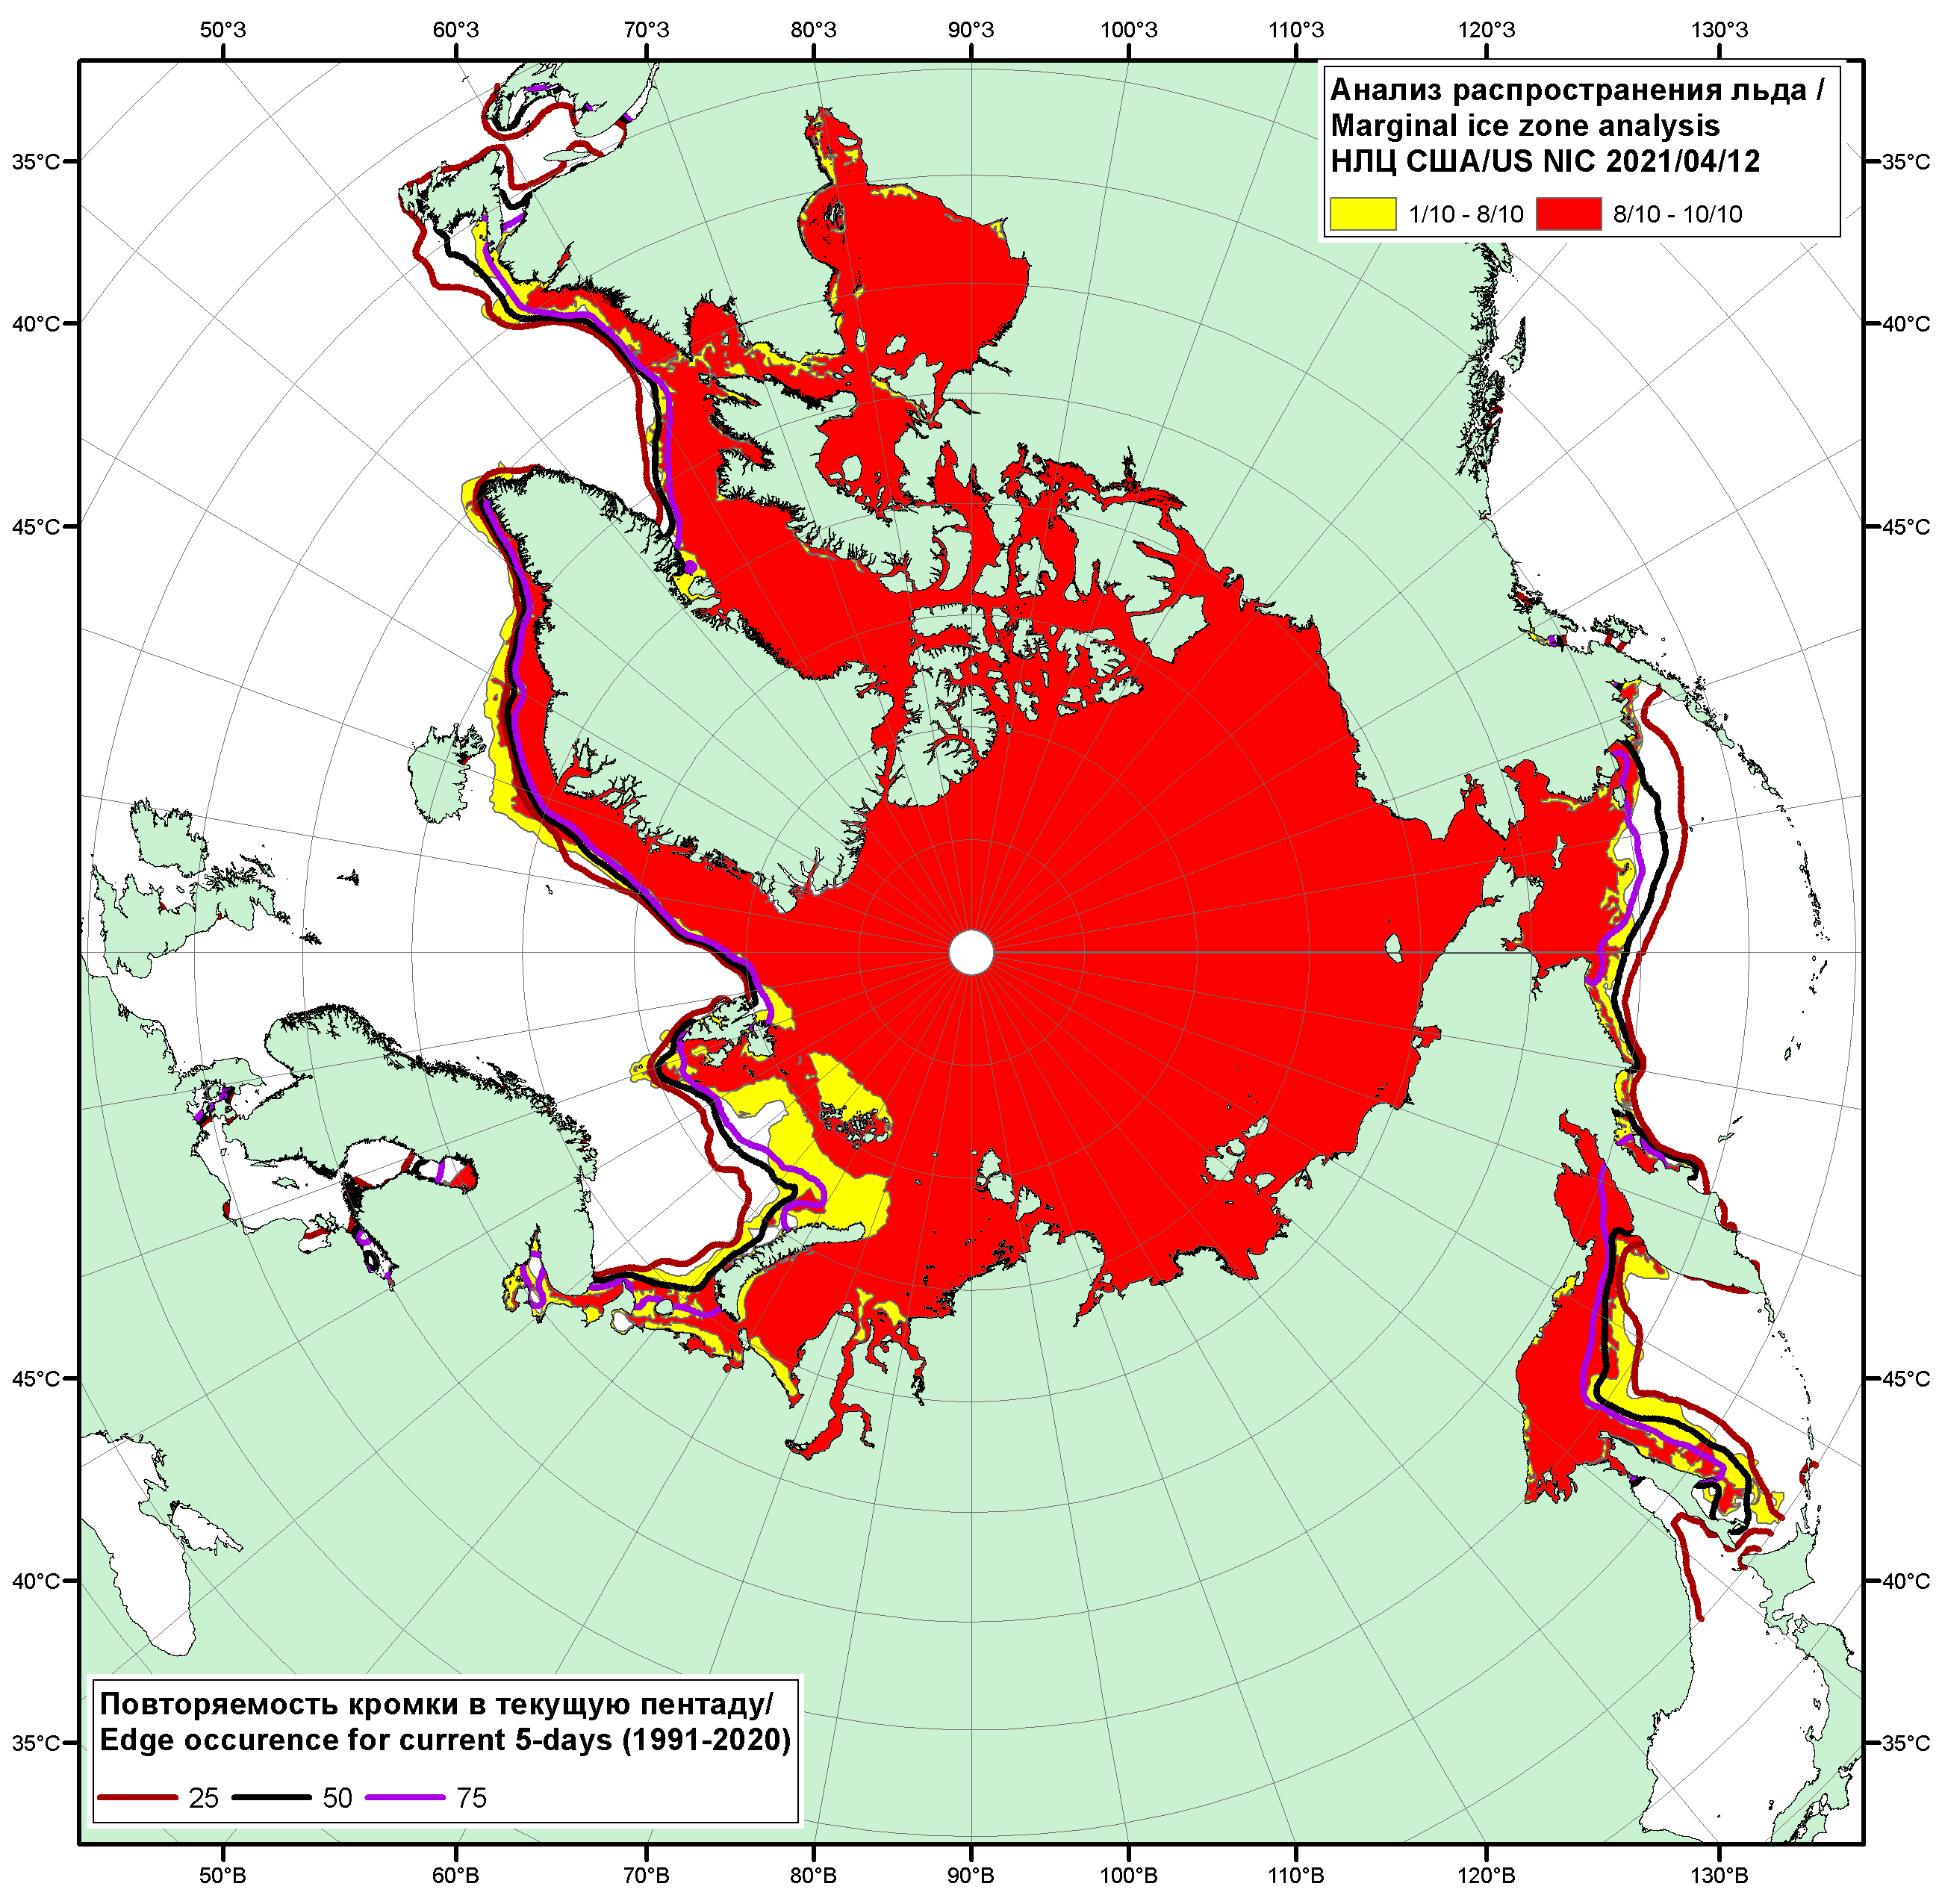 50°З 60°З 70°З 80°З 90°З 100°З 110°З 120°З 130°З
Анализ распространения льда /
Marginal ice zone analysis
НЛЦ США/US NIC 2021/04/12
1/10 - 8/10 8/10 - 10/10
35°С 35°С
40°С 40°С
45°С 45°С
45°С 45°С
40°С 40°С
35°С 35°С
Повторяемость кромки в текущую пентаду/
Edge occurence for current 5-days (1991-2020)
25 50 75
50°В 60°В 70°В 80°В 90°В 100°В 110°В 120°В 130°В